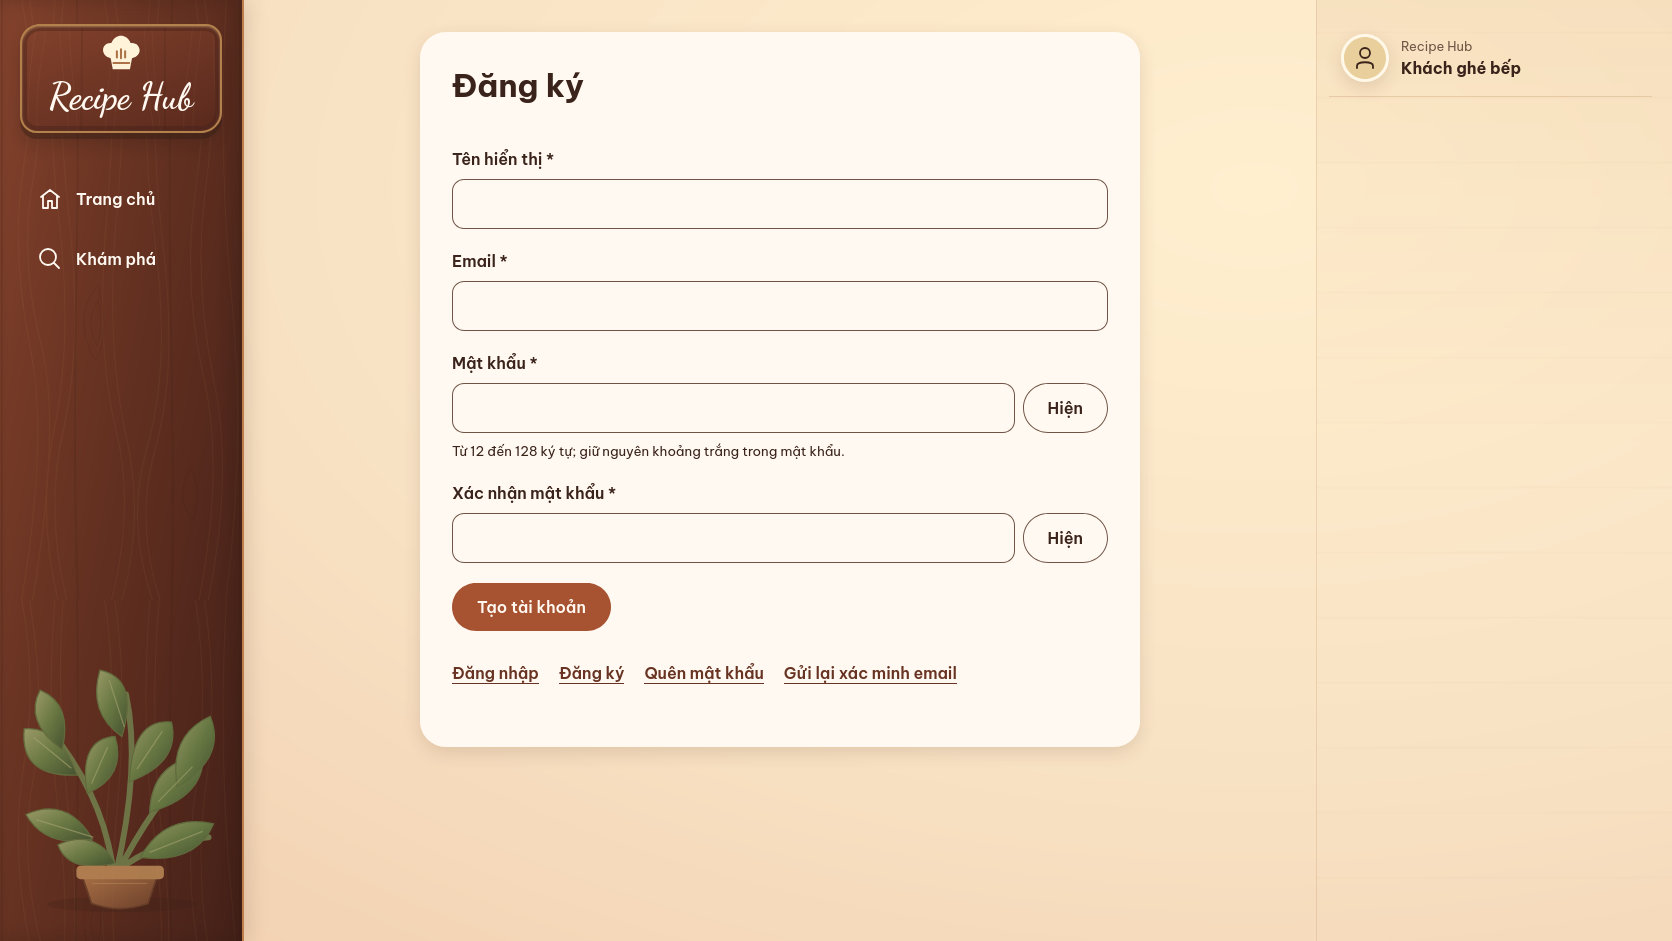 Recipe Hub
Trang chủ
Khám phá
Đăng ký
Tên hiển thị *
Email *
Mật khẩu *
Hiện
Từ 12 đến 128 ký tự; giữ nguyên khoảng trắng trong mật khẩu.
Xác nhận mật khẩu *
Hiện
Tạo tài khoản
Đăng nhập Đăng ký Quên mật khẩu Gửi lại xác minh email
Recipe Hub
Khách ghé bếp